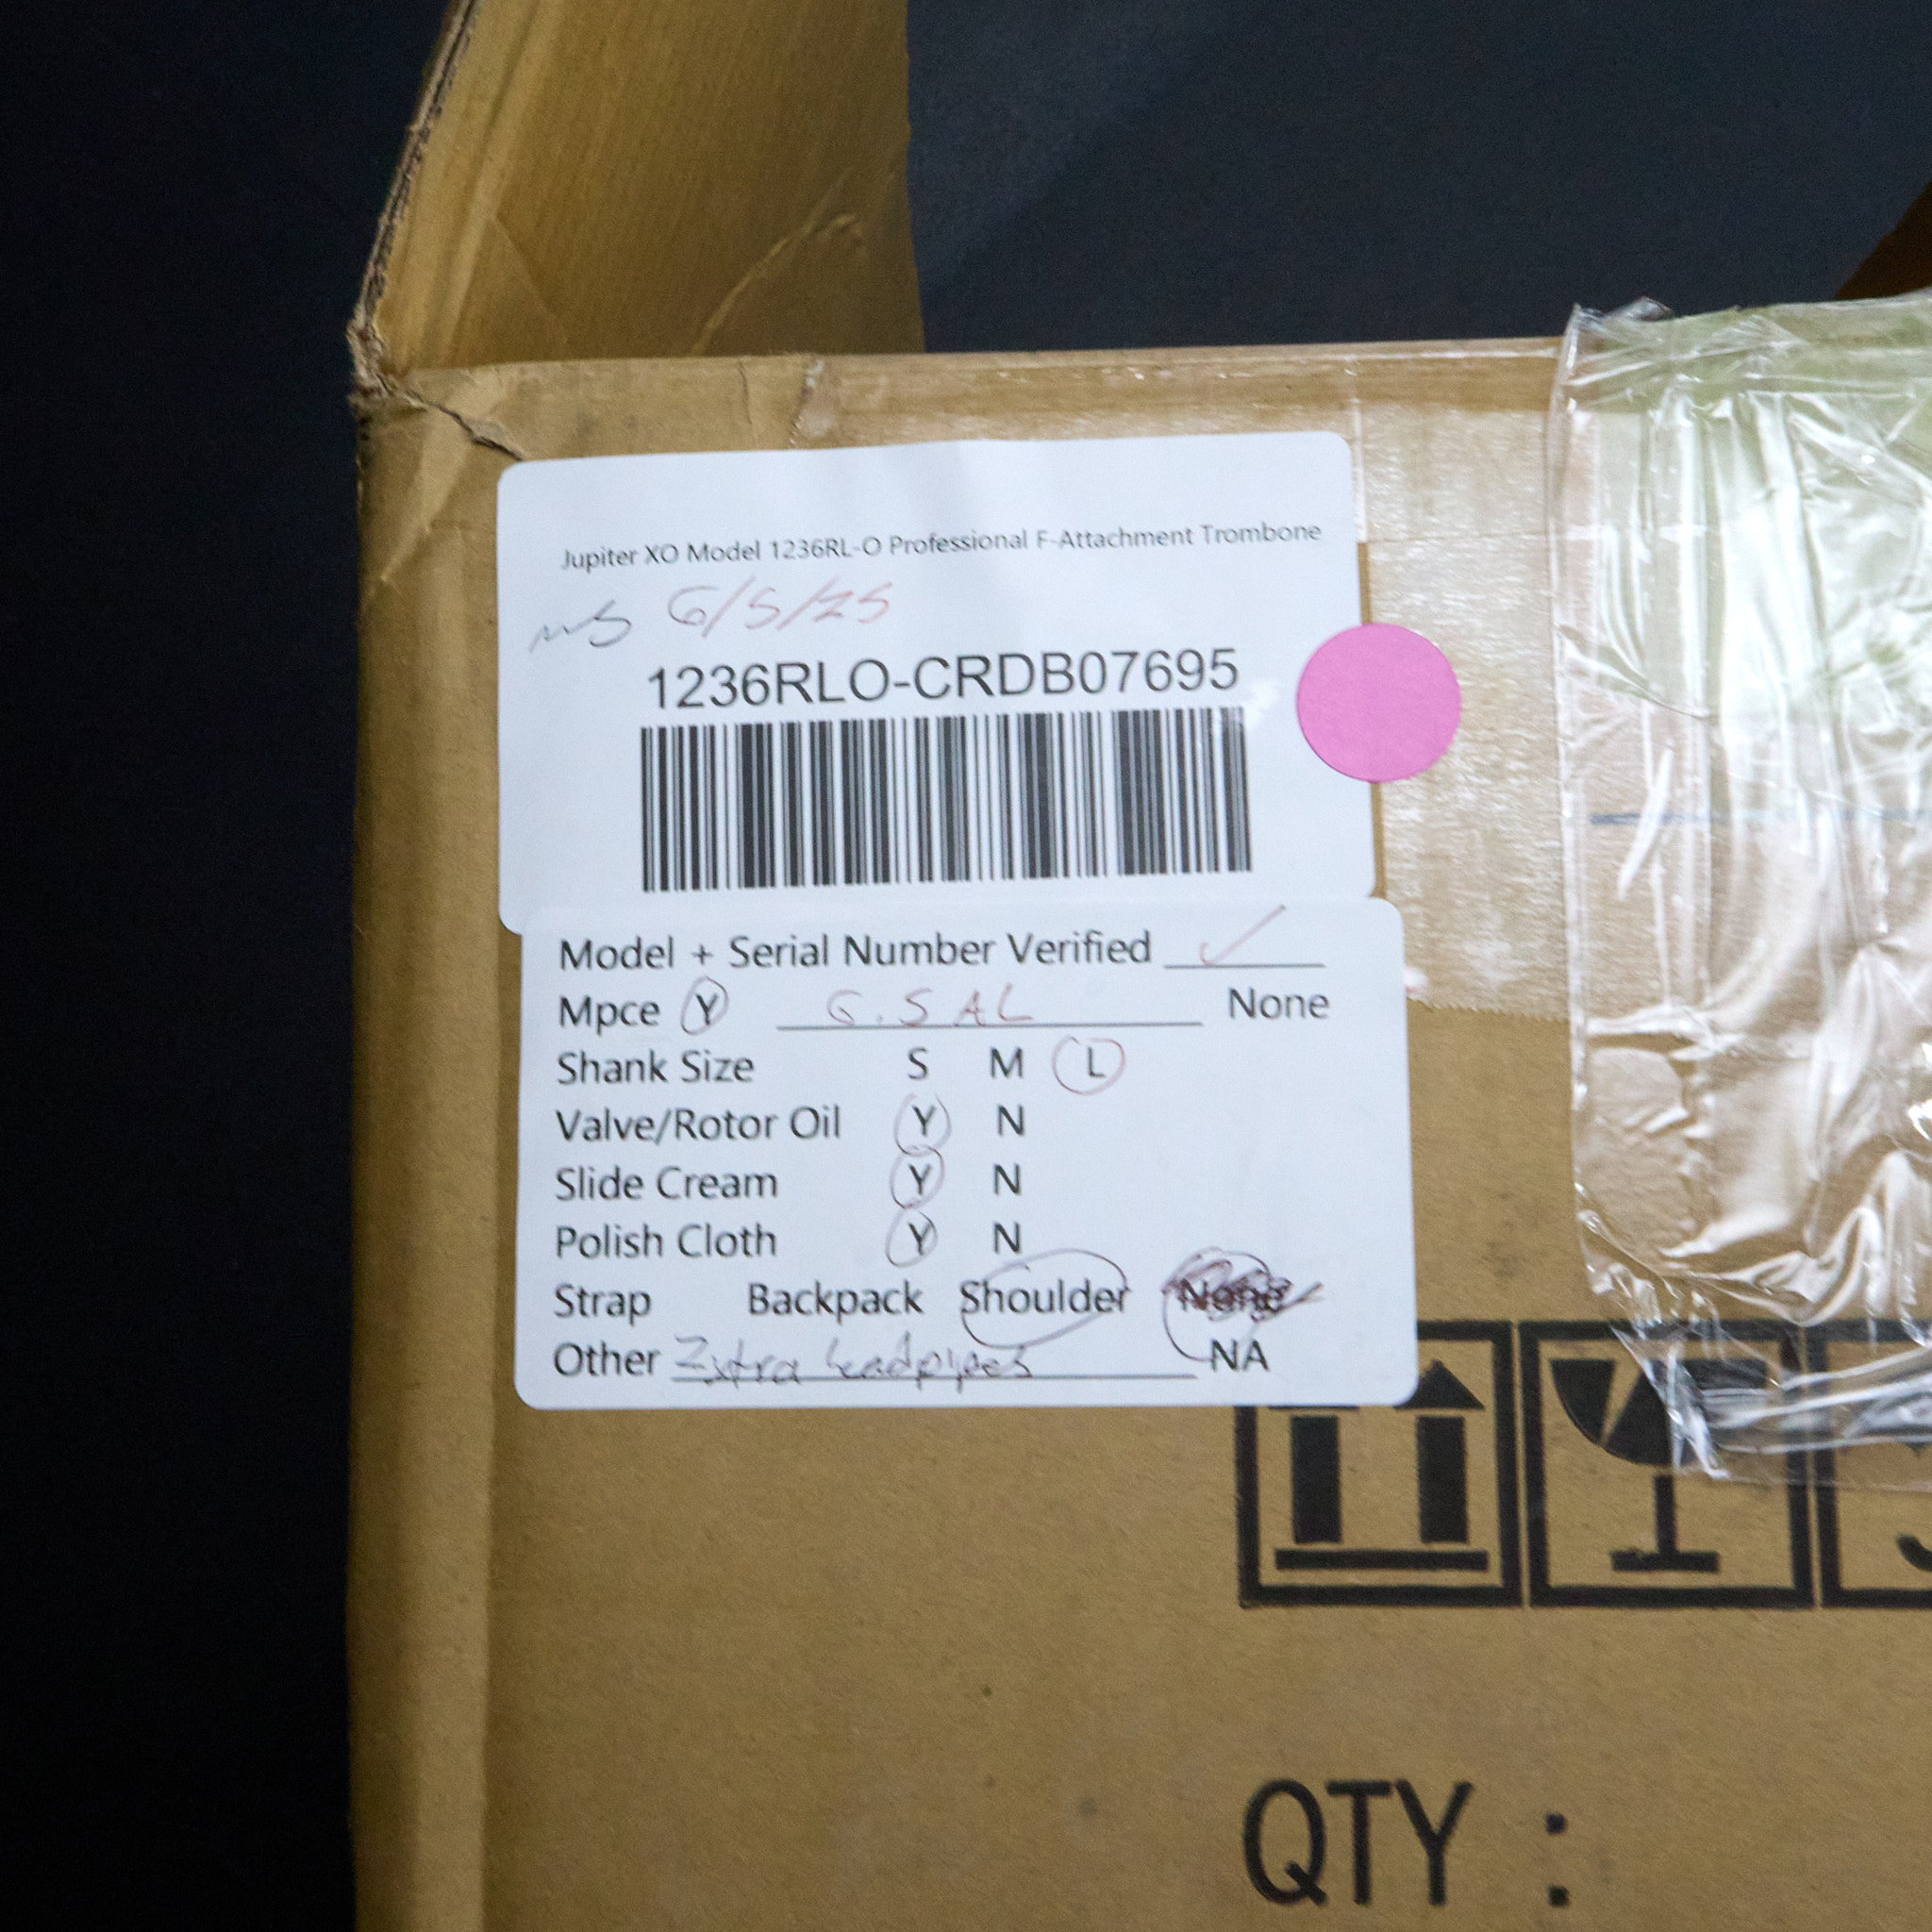 Jupiter XO Model 1236RL-O Professional F-Attachment Trombone
6/5/25
1236RLO-CRDB07695
Model + Serial Number Verified ✓
Mpce Y G.SAL None
Shank Size S M L
Valve/Rotor Oil Y N
Slide Cream Y N
Polish Cloth Y N
Strap Backpack Shoulder None
Other Extra leadpipes NA
QTY :